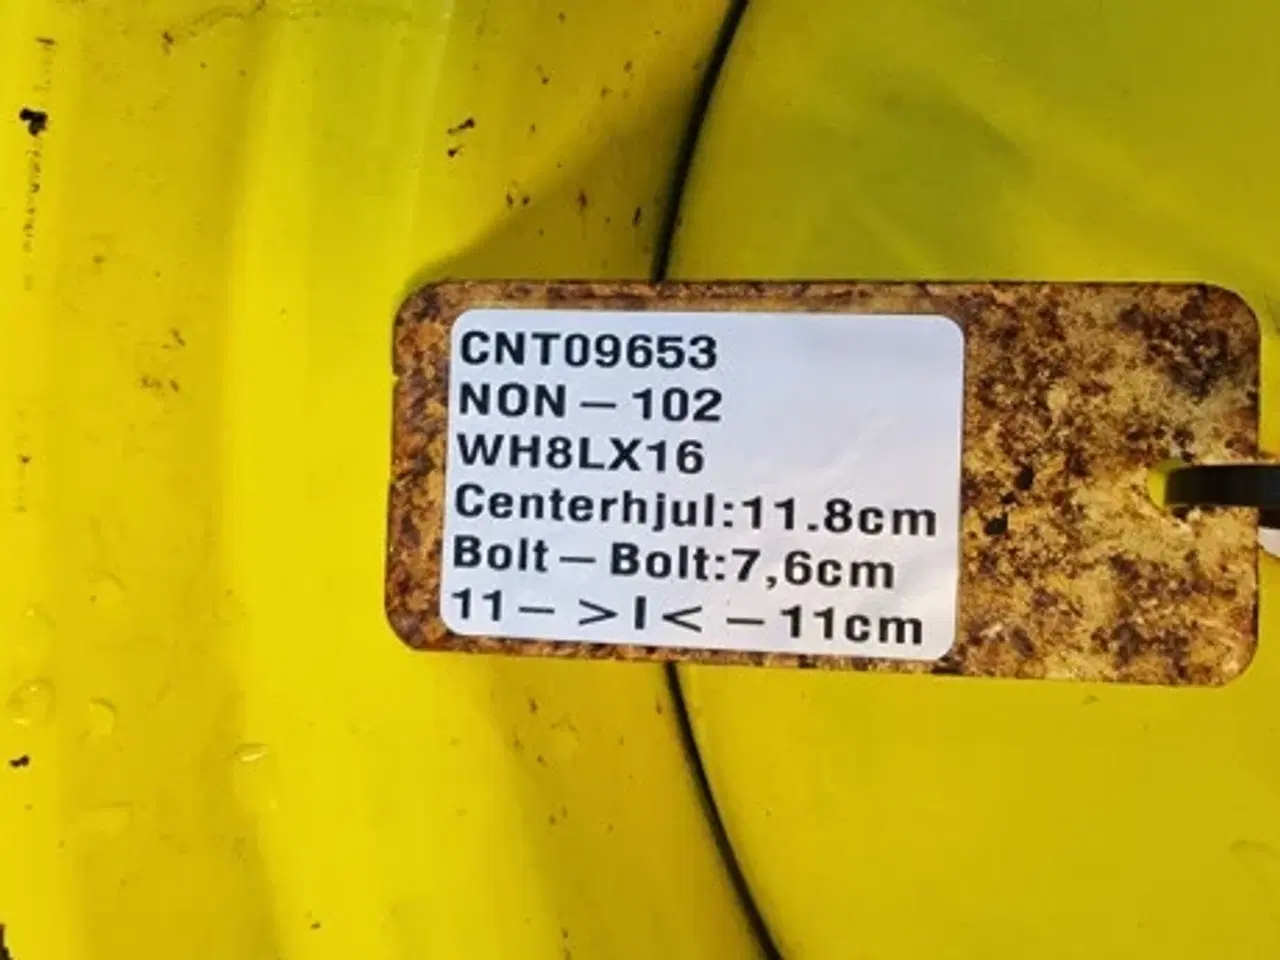 CNT09653
NON-102
WH8LX16
Centerhjul:11.8cm
Bolt-Bolt:7,6cm
11- >I< -11cm